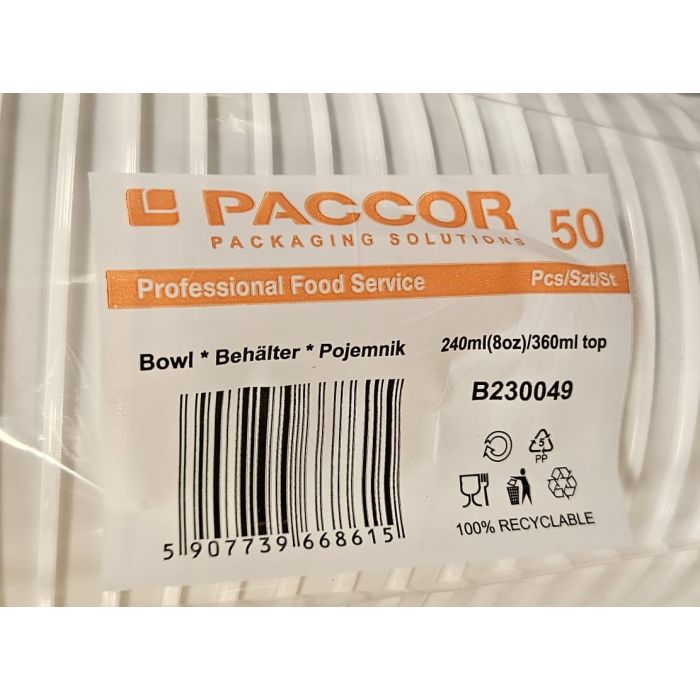 PACCOR
PACKAGING SOLUTIONS
50
Professional Food Service
Pcs/Szt/St
Bowl * Behälter * Pojemnik
240ml(8oz)/360ml top
B230049
5
PP
100% RECYCLABLE
5 907739 668615